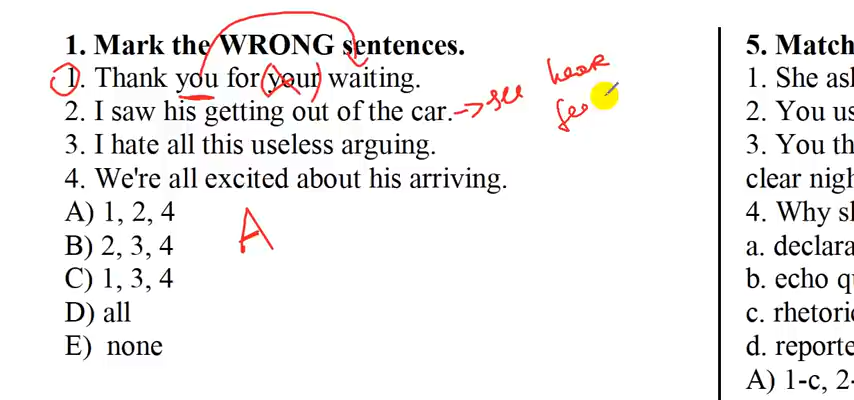 1. Mark the WRONG sentences.
1. Thank you for (your) waiting.
2. I saw his getting out of the car. → see hear
3. I hate all this useless arguing.
4. We're all excited about his arriving.
A) 1, 2, 4
A
B) 2, 3, 4
C) 1, 3, 4
D) all
E) none
5. Match
1. She as
2. You us
3. You th
clear nigh
4. Why s
a. declara
b. echo q
c. rhetoric
d. reporte
A) 1-c, 2-